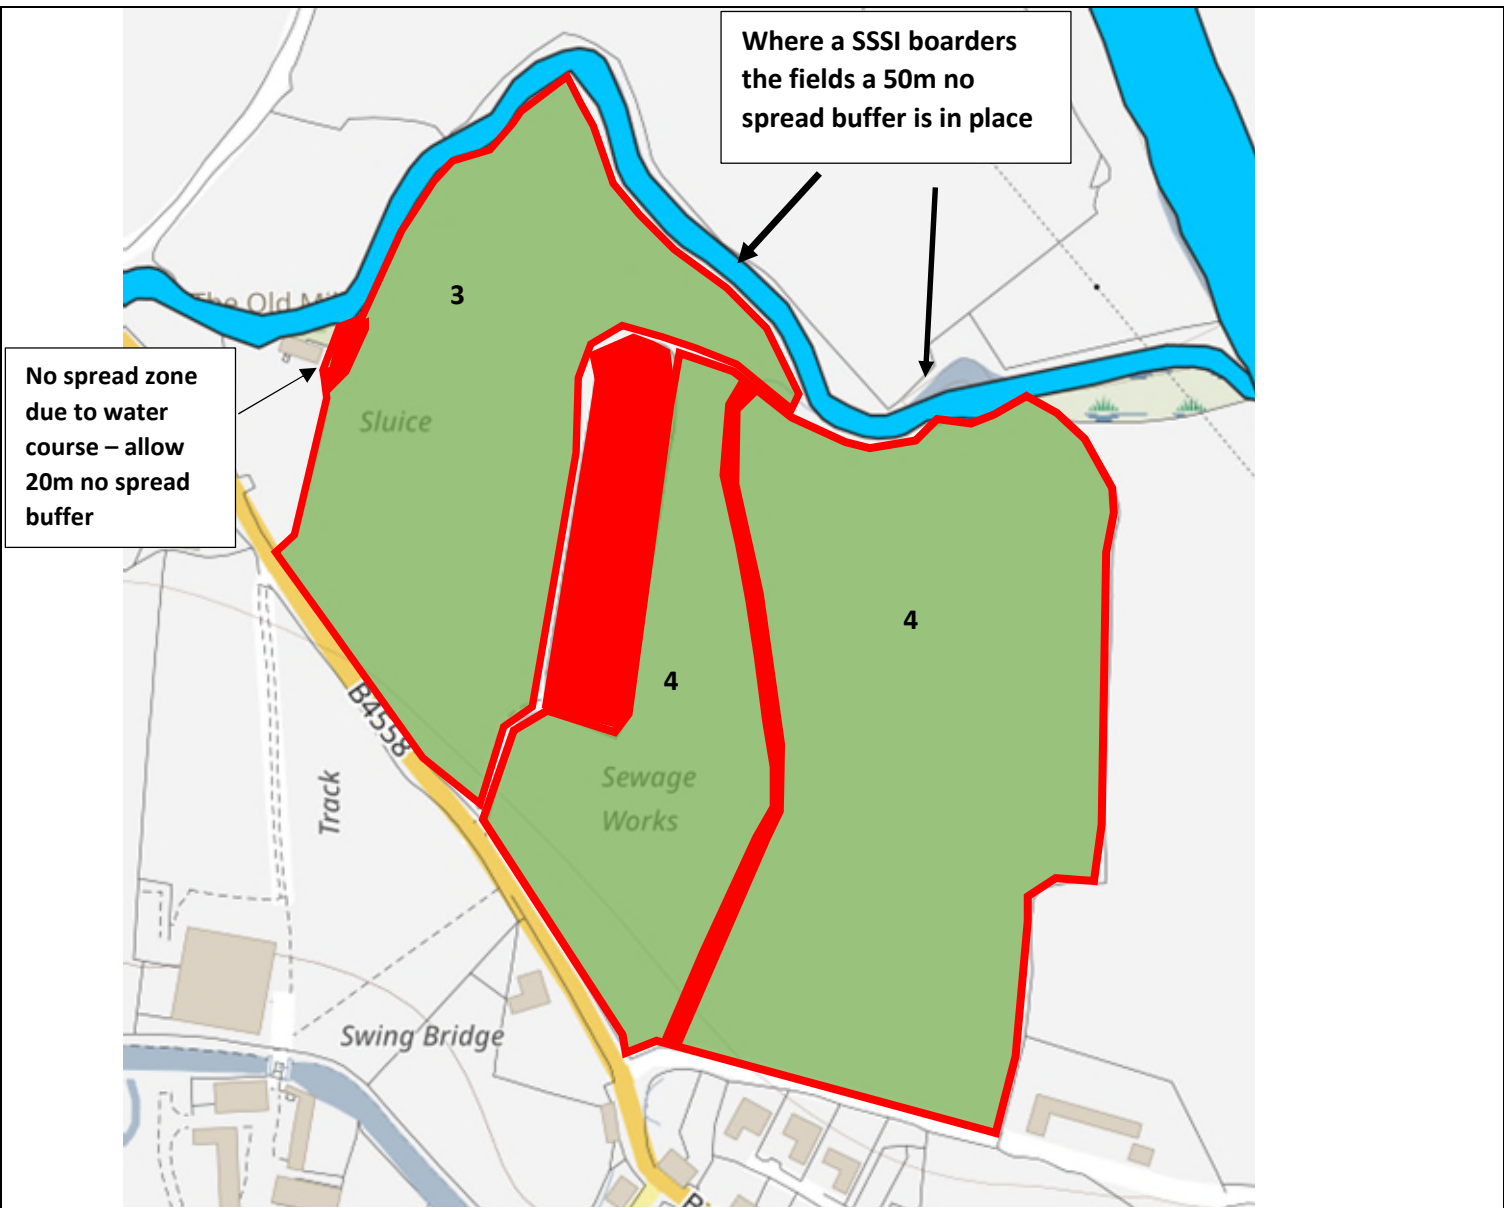 Where a SSSI boarders
the fields a 50m no
spread buffer is in place
3
No spread zone
due to water
course – allow
20m no spread
buffer
Sluice
4
4
B4558
Sewage
Works
Track
Swing Bridge